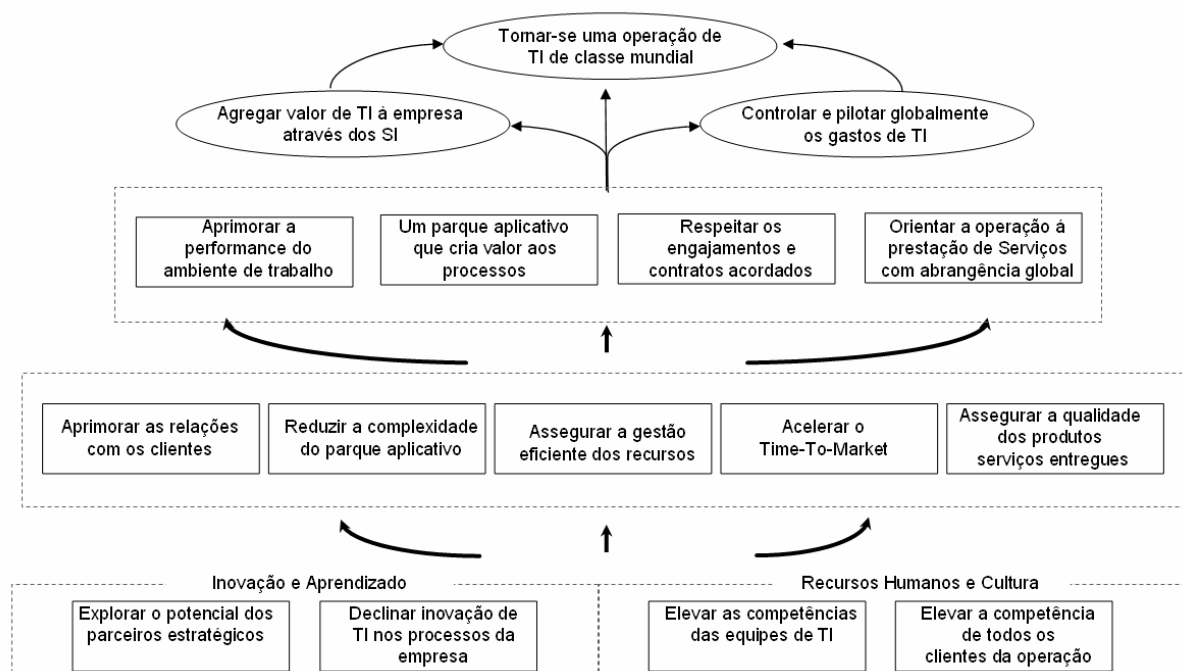 Tornar-se uma operação de
TI de classe mundial
Agregar valor de TI á empresa
através dos SI
Controlar e pilotar globalmente
os gastos de TI
Aprimorar a
performance do
ambiente de trabalho
Um parque aplicativo
que cria valor aos
processos
Respeitar os
engajamentos e
contratos acordados
Orientar a operação á
prestação de Serviços
com abrangência global
Aprimorar as relações
com os clientes
Reduzir a complexidade
do parque aplicativo
Assegurar a gestão
eficiente dos recursos
Acelerar o
Time-To-Market
Assegurar a qualidade
dos produtos
serviços entregues
Inovação e Aprendizado
Explorar o potencial dos
parceiros estratégicos
Declinar inovação de
TI nos processos da
empresa
Recursos Humanos e Cultura
Elevar as competências
das equipes de TI
Elevar a competência
de todos os
clientes da operação